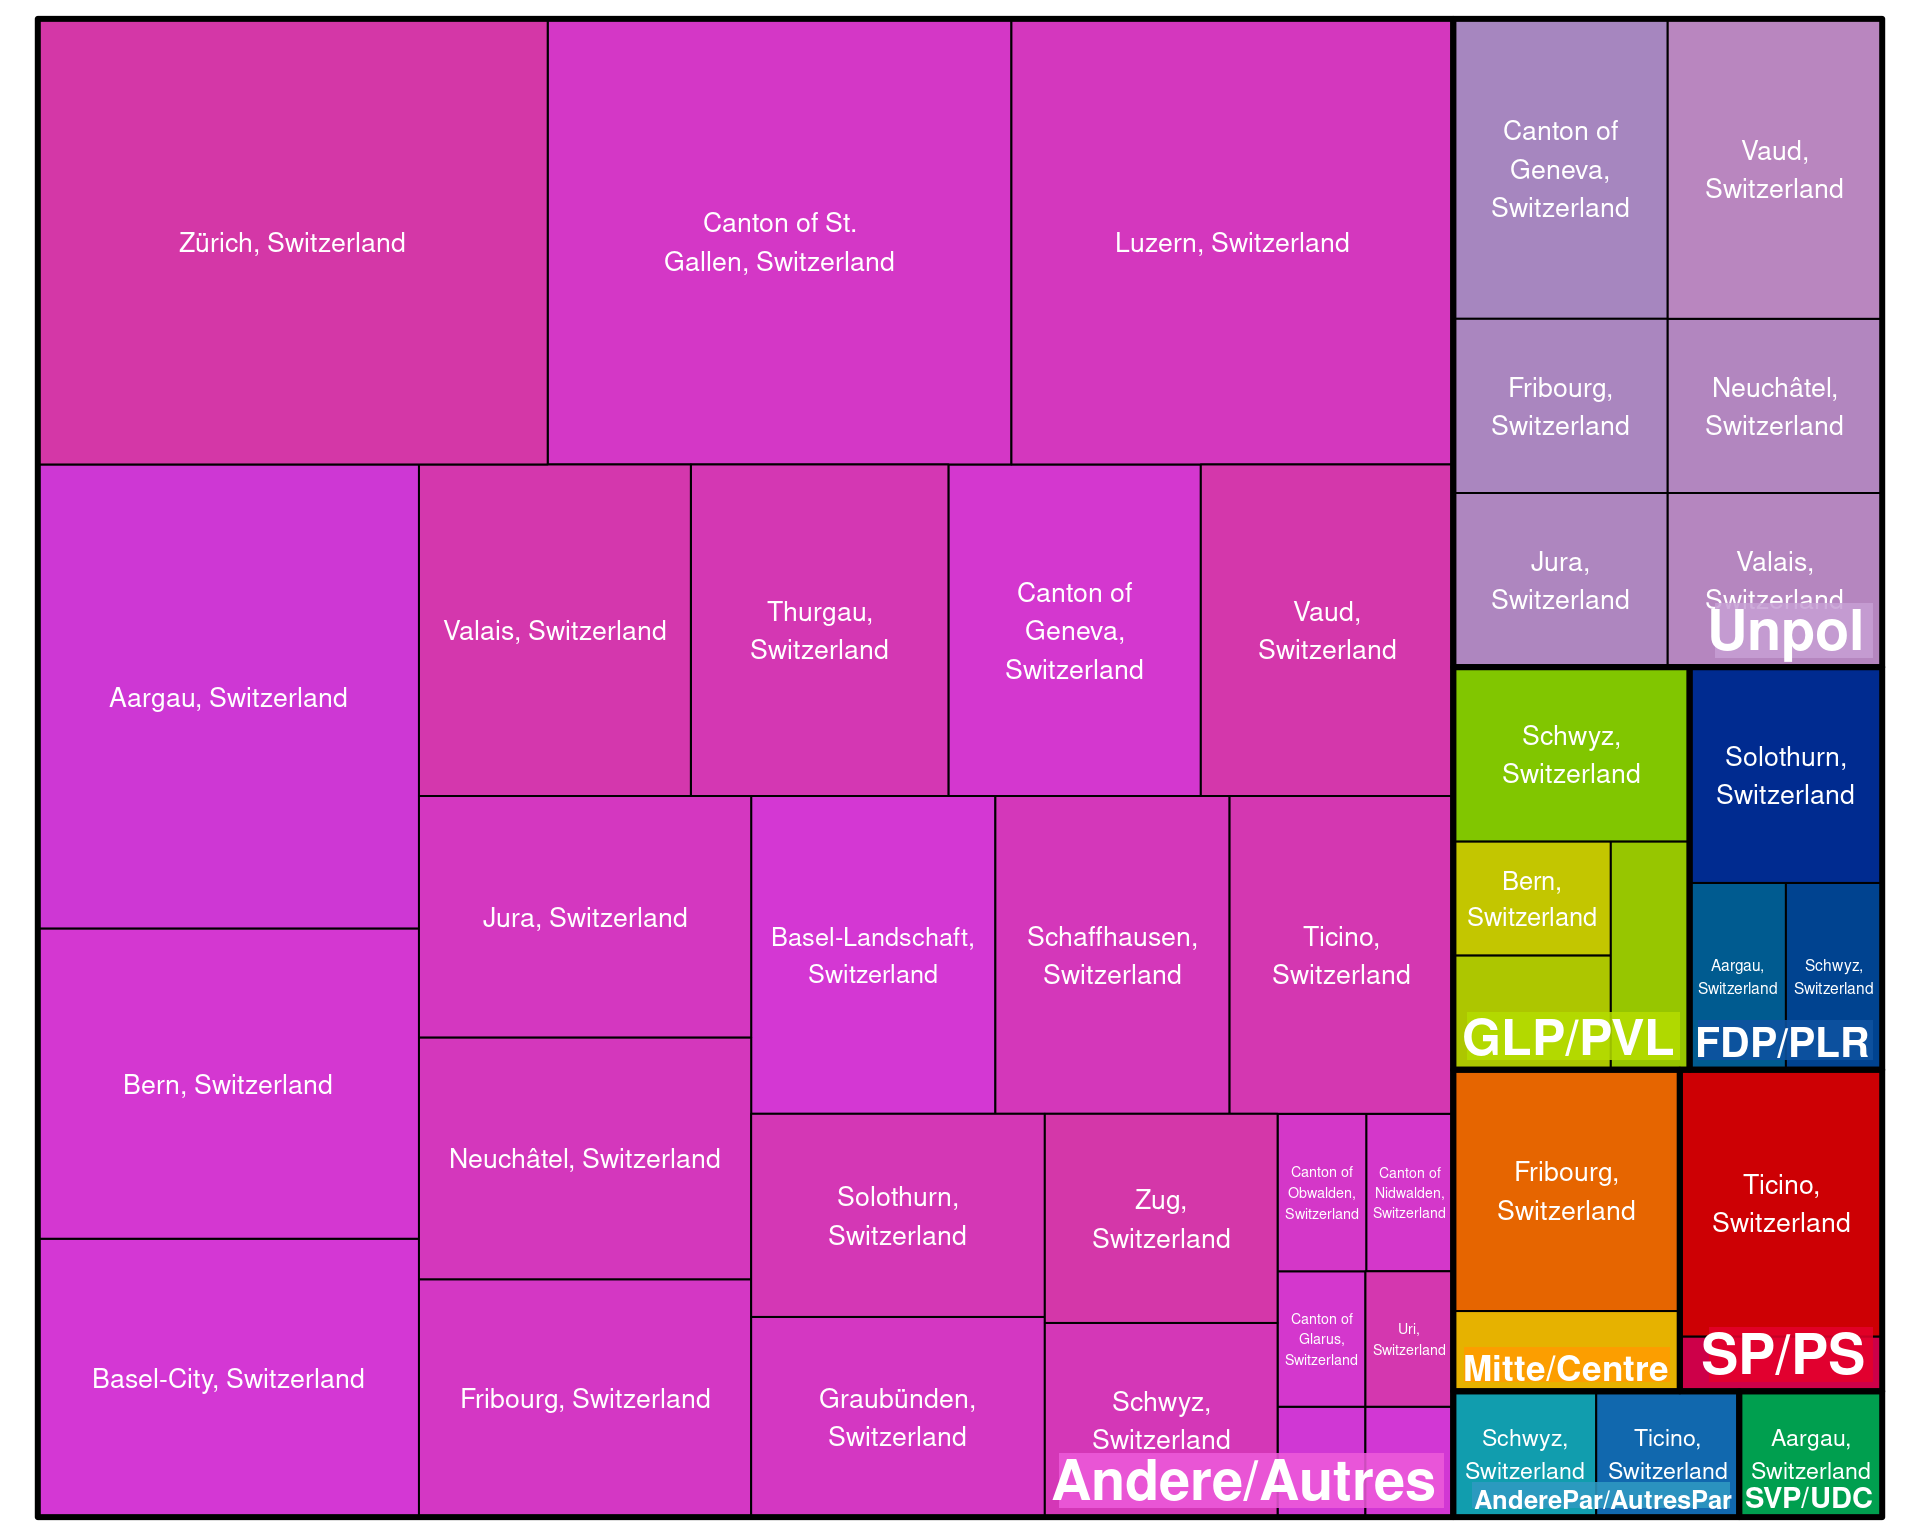 Zürich, Switzerland
Canton of St.
Gallen, Switzerland
Luzern, Switzerland
Aargau, Switzerland
Bern, Switzerland
Basel-City, Switzerland
Valais, Switzerland
Thurgau,
Switzerland
Canton of
Geneva,
Switzerland
Vaud,
Switzerland
Jura, Switzerland
Neuchâtel, Switzerland
Fribourg, Switzerland
Basel-Landschaft,
Switzerland
Schaffhausen,
Switzerland
Ticino,
Switzerland
Solothurn,
Switzerland
Graubünden,
Switzerland
Zug,
Switzerland
Schwyz,
Switzerland
Canton of
Obwalden,
Switzerland
Canton of
Nidwalden,
Switzerland
Canton of
Glarus,
Switzerland
Uri,
Switzerland
Andere/Autres
Canton of
Geneva,
Switzerland
Vaud,
Switzerland
Fribourg,
Switzerland
Neuchâtel,
Switzerland
Jura,
Switzerland
Valais,
Switzerland
Unpol
Schwyz,
Switzerland
Bern,
Switzerland
GLP/PVL
Solothurn,
Switzerland
Aargau,
Switzerland
Schwyz,
Switzerland
FDP/PLR
Fribourg,
Switzerland
Mitte/Centre
Ticino,
Switzerland
SP/PS
Schwyz,
Switzerland
Ticino,
Switzerland
AnderePar/AutresPar
Aargau,
Switzerland
SVP/UDC